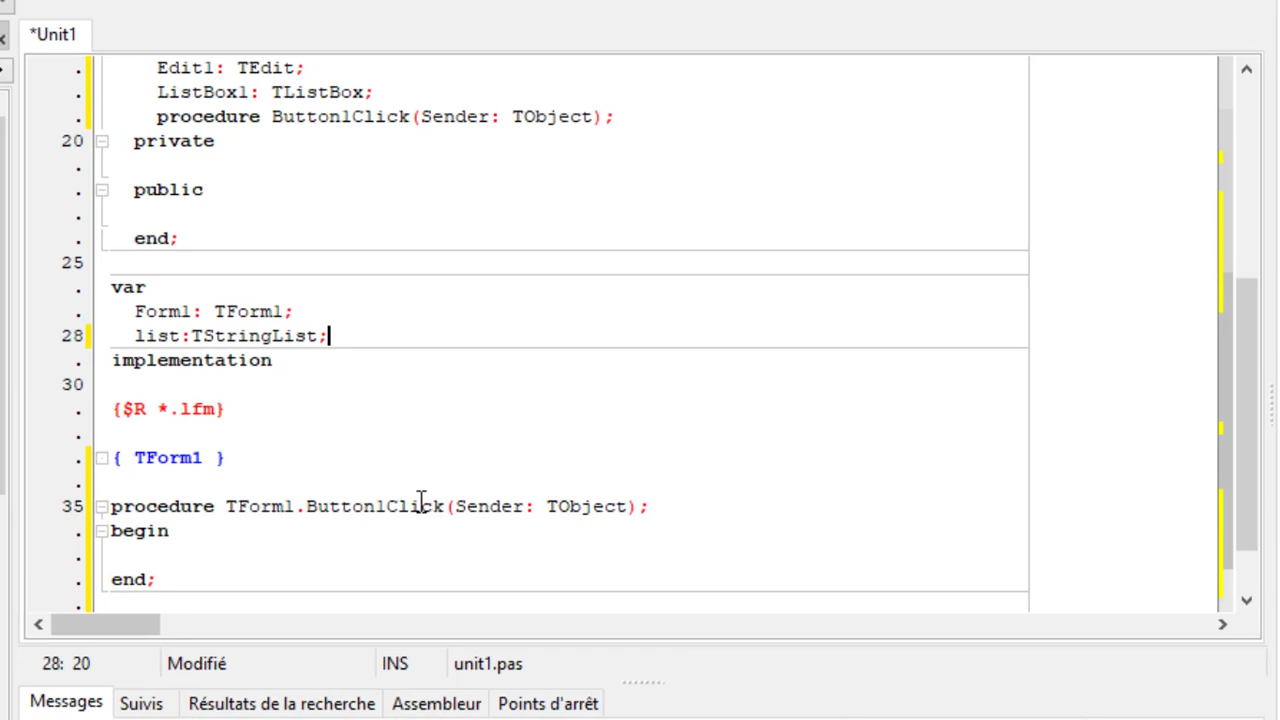 *Unit1
Edit1: TEdit;
ListBox1: TListBox;
procedure Button1Click(Sender: TObject);
20 private
public
end;
25
var
Form1: TForm1;
28 list:TStringList;
implementation
30
{$R *.lfm}
{ TForm1 }
35 procedure TForm1.Button1Click(Sender: TObject);
begin
end;
28: 20 Modifié INS unit1.pas
Messages Suivis Résultats de la recherche Assembleur Points d'arrêt